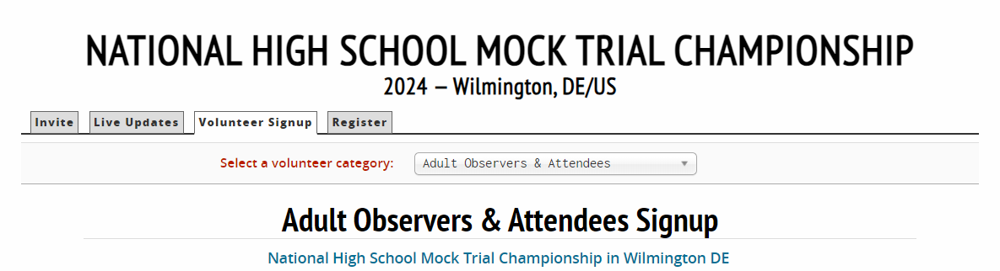 NATIONAL HIGH SCHOOL MOCK TRIAL CHAMPIONSHIP
2024 — Wilmington, DE/US
Invite Live Updates Volunteer Signup Register
Select a volunteer category: Adult Observers & Attendees
Adult Observers & Attendees Signup
National High School Mock Trial Championship in Wilmington DE